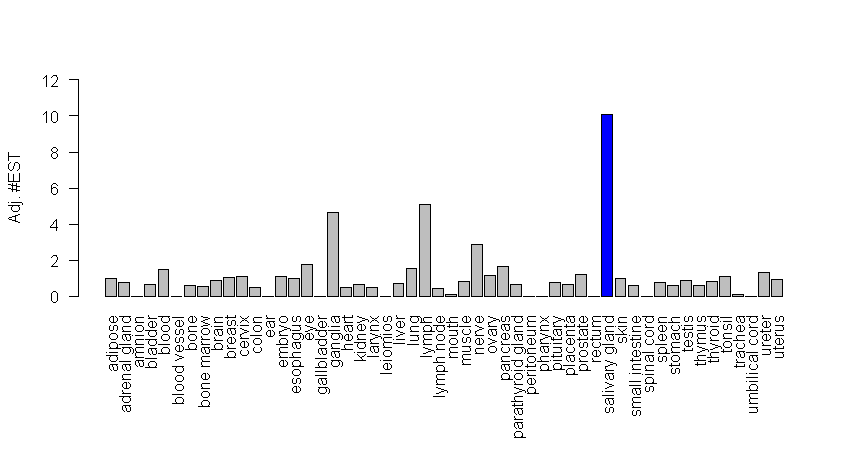 Adj. #EST
12
10
8
6
4
2
0
adipose
adrenal gland
amnion
bladder
blood
blood vessel
bone
bone marrow
brain
breast
cervix
colon
ear
embryo
esophagus
eye
gallbladder
ganglia
heart
kidney
larynx
leiomios
liver
lung
lymph
lymph node
mouth
muscle
nerve
ovary
pancreas
parathyroid gland
peritoneum
pharynx
pituitary
placenta
prostate
rectum
salivary gland
skin
small intestine
spinal cord
spleen
stomach
testis
thymus
thyroid
tonsil
trachea
umbilical cord
ureter
uterus